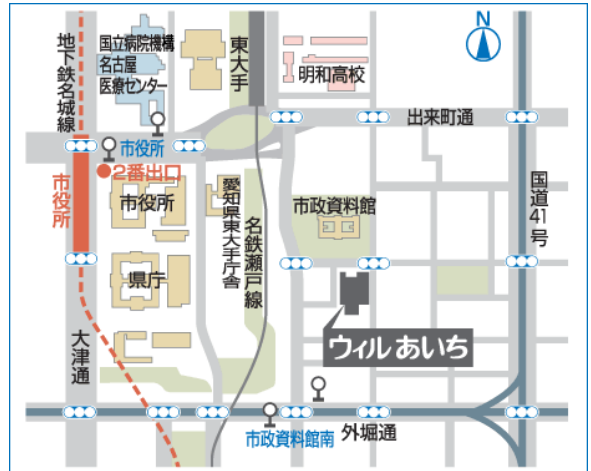 N
地下鉄名城線
国立病院機構
名古屋
医療センター
東大手
明和高校
出来町通
市役所
2番出口
市役所
市役所
愛知県東大手庁舎
名鉄瀬戸線
市政資料館
国道41号
県庁
ウィルあいち
大津通
市政資料館南
外堀通